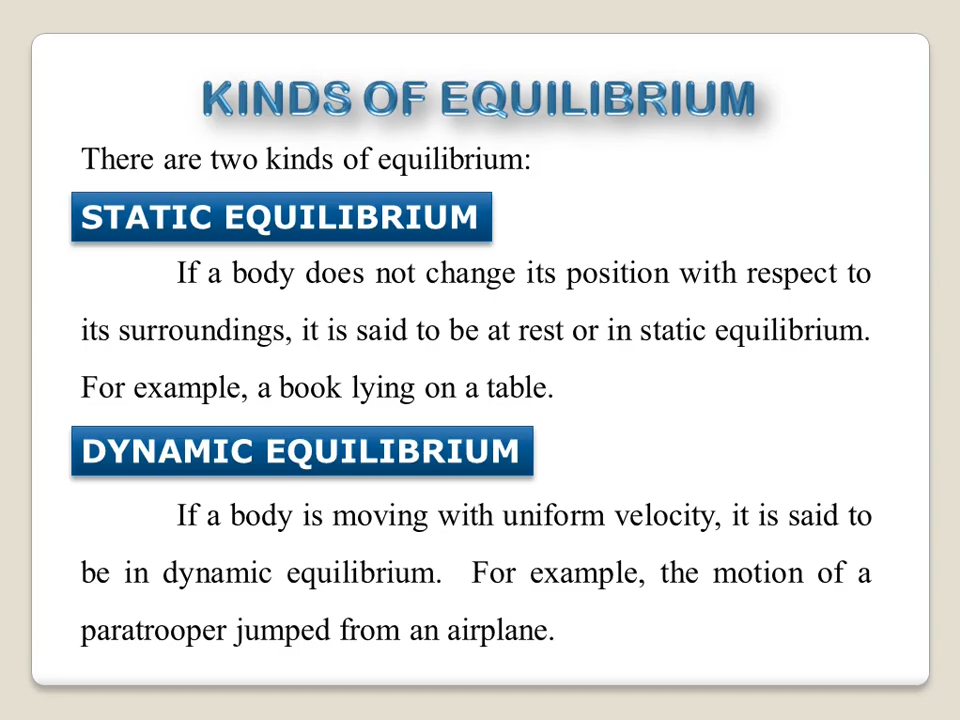 KINDS OF EQUILIBRIUM
There are two kinds of equilibrium:
STATIC EQUILIBRIUM
If a body does not change its position with respect to
its surroundings, it is said to be at rest or in static equilibrium.
For example, a book lying on a table.
DYNAMIC EQUILIBRIUM
If a body is moving with uniform velocity, it is said to
be in dynamic equilibrium. For example, the motion of a
paratrooper jumped from an airplane.